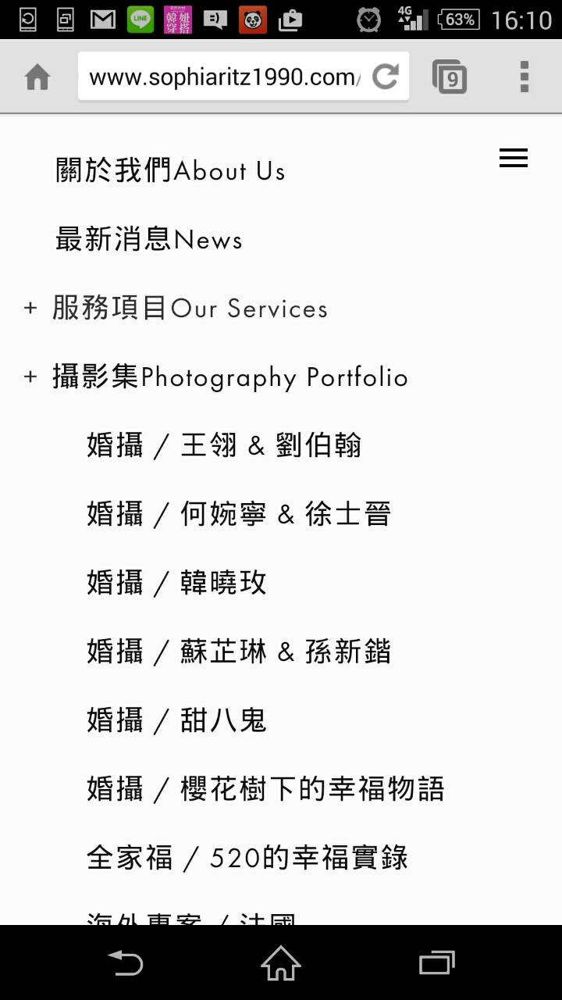 LINE
韓妞
穿搭
4G
63%
16:10
www.sophiaritz1990.com/
9
關於我們About Us
最新消息News
+ 服務項目Our Services
+ 攝影集Photography Portfolio
婚攝 / 王翎 & 劉伯翰
婚攝 / 何婉寧 & 徐士晉
婚攝 / 韓曉玫
婚攝 / 蘇芷琳 & 孫新鍇
婚攝 / 甜八鬼
婚攝 / 櫻花樹下的幸福物語
全家福 / 520的幸福實錄
海外專案 / 法國